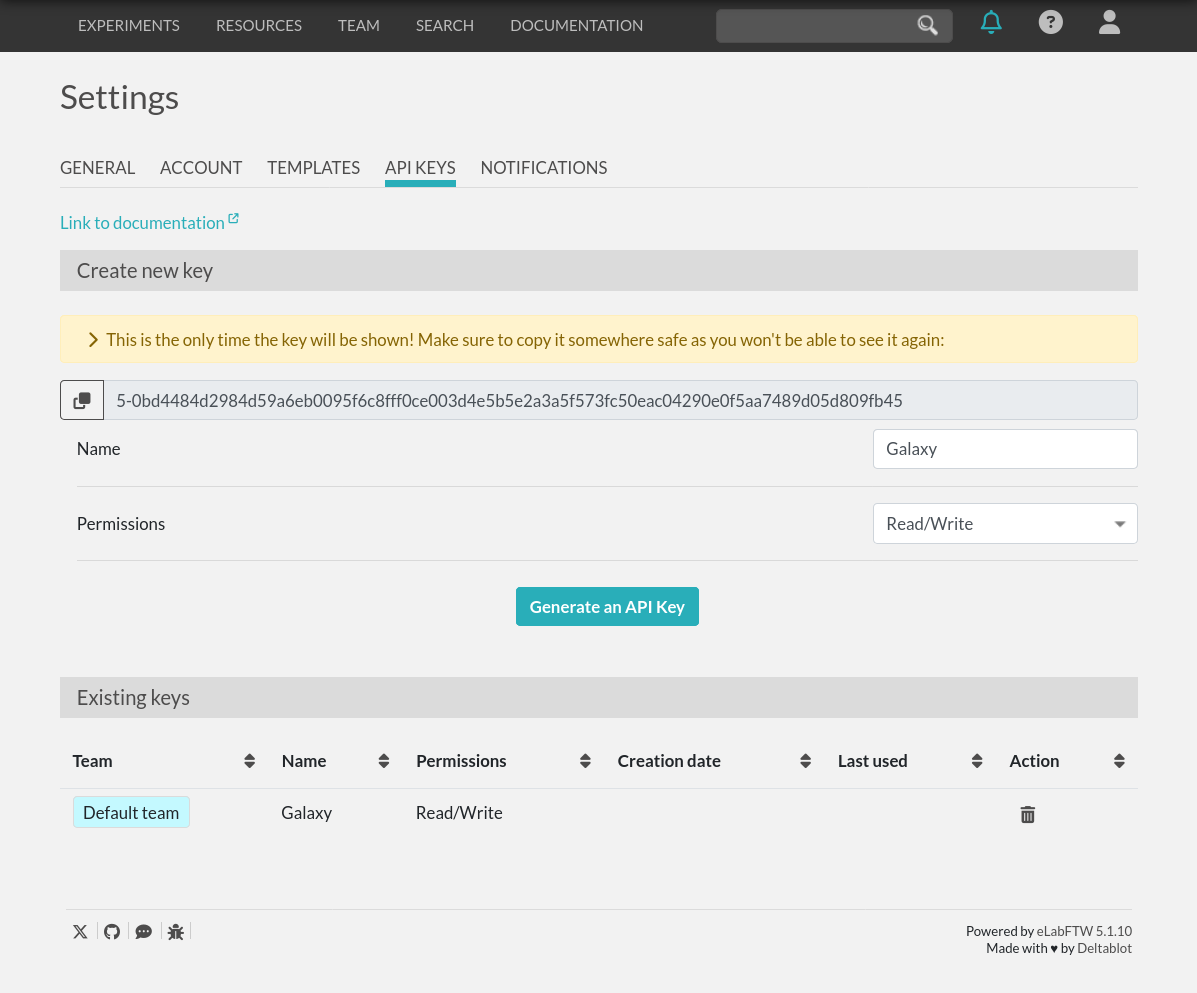 EXPERIMENTS RESOURCES TEAM SEARCH DOCUMENTATION
Settings
GENERAL ACCOUNT TEMPLATES API KEYS NOTIFICATIONS
Link to documentation
Create new key
This is the only time the key will be shown! Make sure to copy it somewhere safe as you won't be able to see it again:
5-0bd4484d2984d59a6eb0095f6c8fff0ce003d4e5b5e2a3a5f573fc50eac04290e0f5aa7489d05d809fb45
Name Galaxy
Permissions Read/Write
Generate an API Key
Existing keys
Team Name Permissions Creation date Last used Action
Default team Galaxy Read/Write
Powered by eLabFTW 5.1.10
Made with ♥ by Deltablot